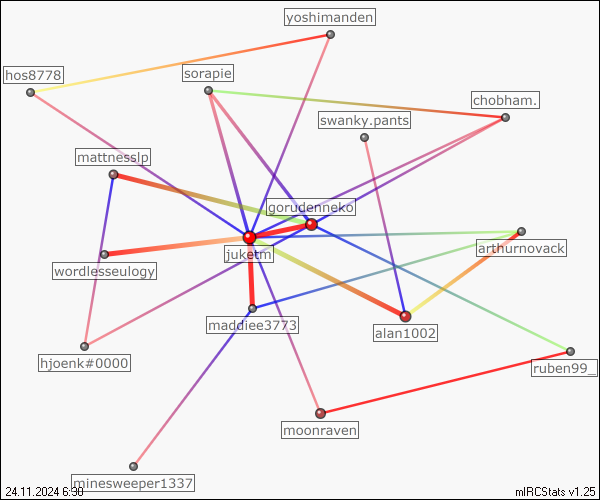 yoshimanden
hos8778
sorapie
chobham.
swanky.pants
mattnesslp
gorudenneko
arthurnovack
juketm
wordlesseulogy
maddiee3773
alan1002
hjoenk#0000
ruben99_
moonraven
minesweeper1337
24.11.2024 6:30
mIRCStats v1.25